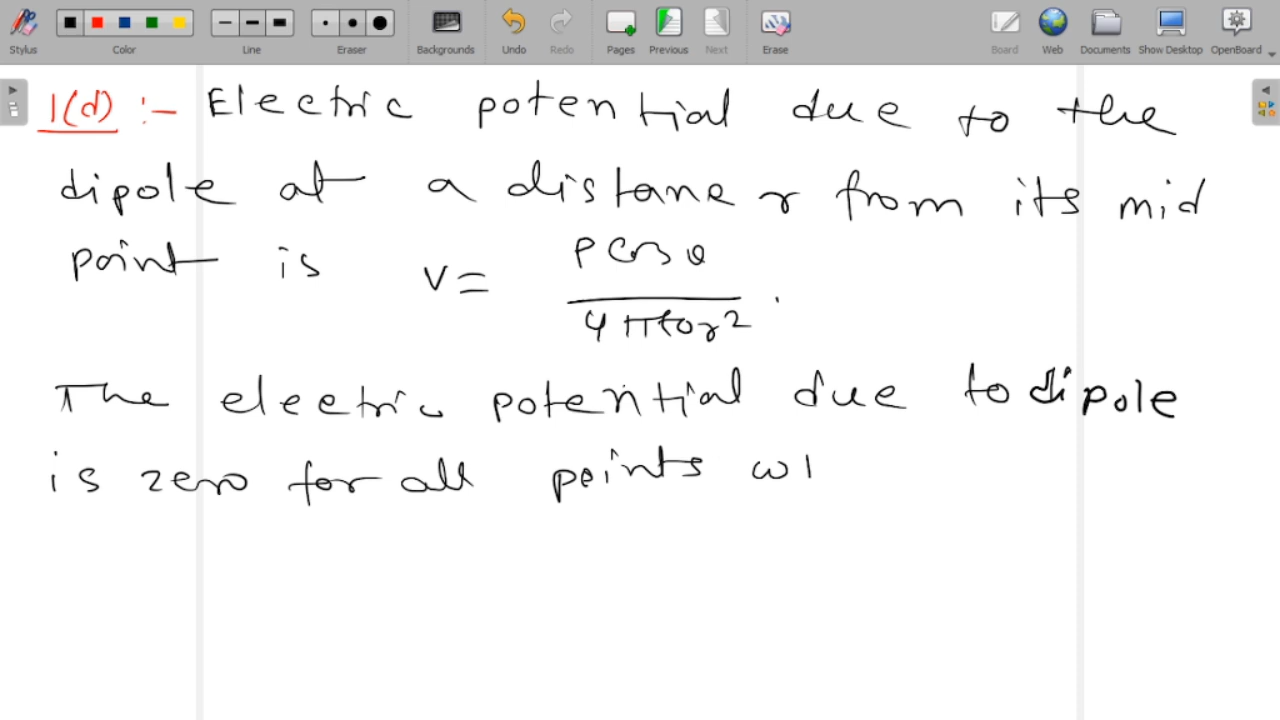 Stylus
Color
Line
Eraser
Backgrounds
Undo
Redo
Pages
Previous
Next
Erase
Board
Web
Documents
Show Desktop
OpenBoard
1(d) :- Electric potential due to the
dipole at a distane r from its mid
point is V = P cos θ
4πε0r2 .
The electric potential due to dipole
is zero for all points wh